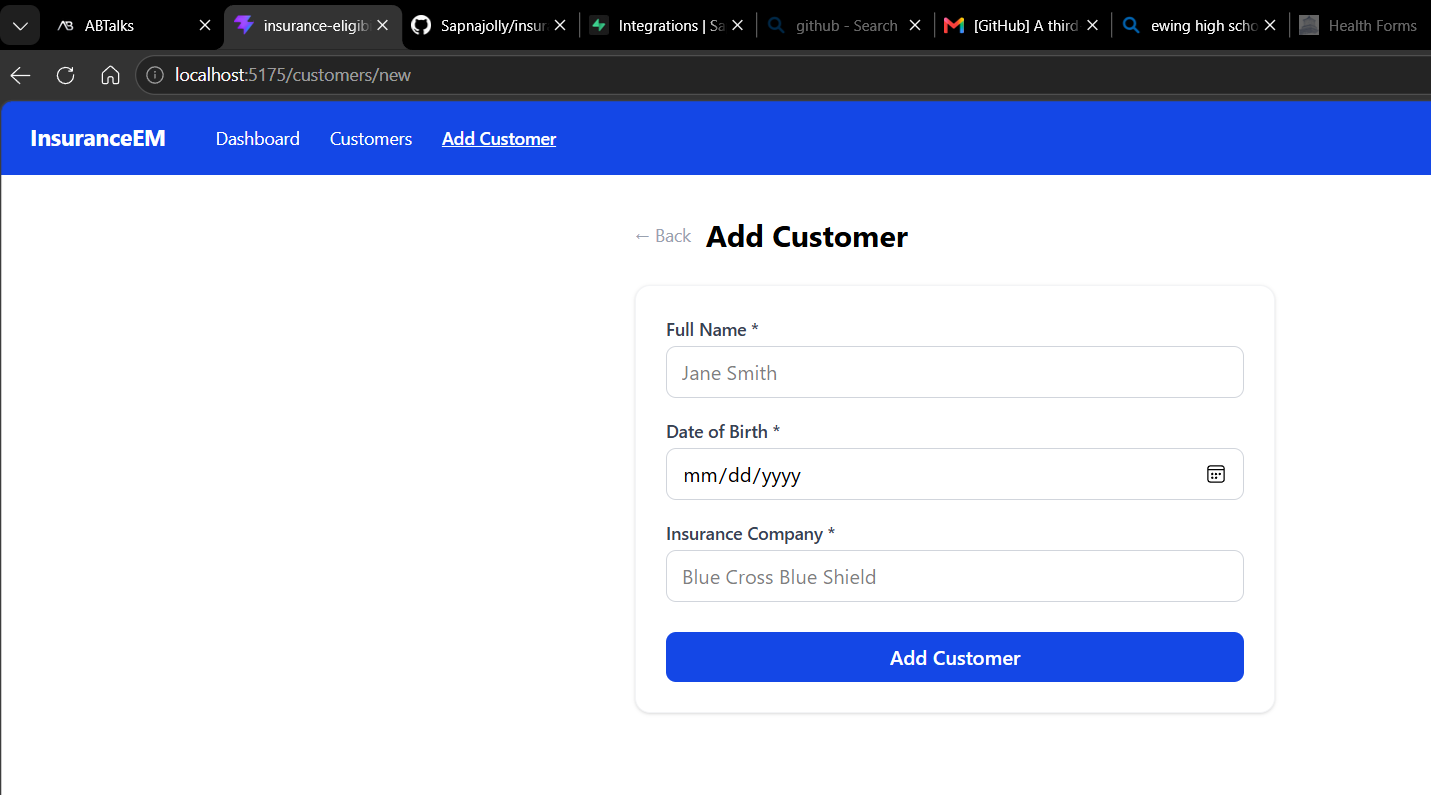 ABTalks
insurance-eligibi
Sapnajolly/insur
Integrations | Sa
github - Search
[GitHub] A third
ewing high scho
Health Forms
localhost:5175/customers/new
InsuranceEM
Dashboard
Customers
Add Customer
← Back
Add Customer
Full Name *
Jane Smith
Date of Birth *
mm/dd/yyyy
Insurance Company *
Blue Cross Blue Shield
Add Customer